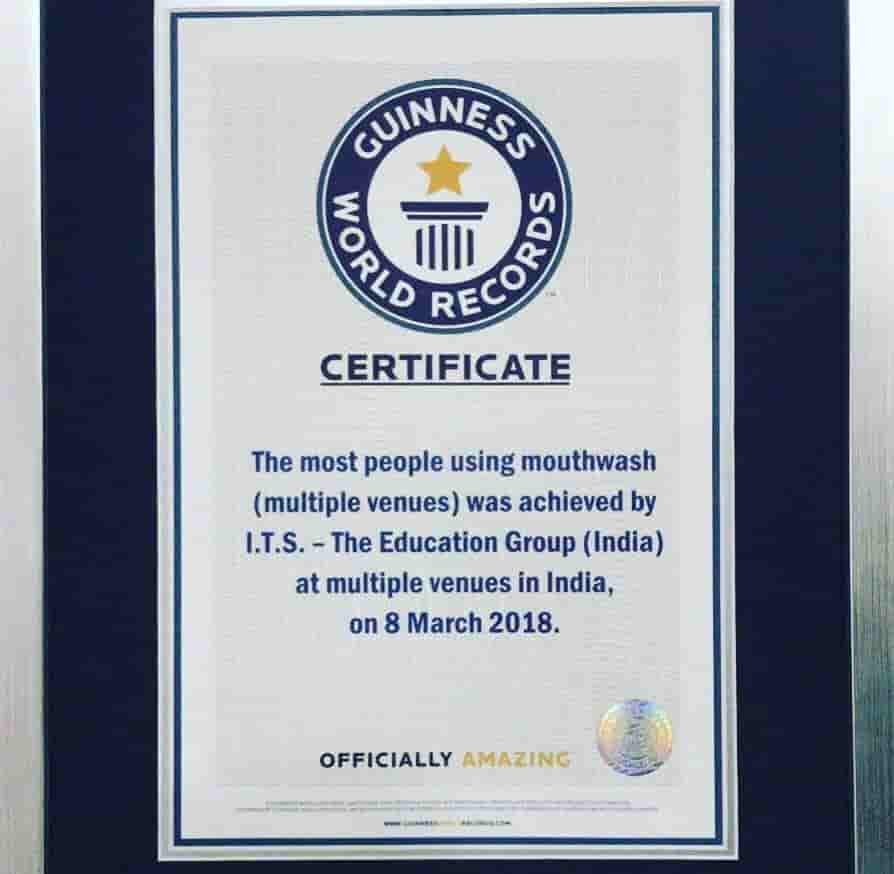 GUINNESS
WORLD RECORDS
™
CERTIFICATE
The most people using mouthwash
(multiple venues) was achieved by
I.T.S. – The Education Group (India)
at multiple venues in India,
on 8 March 2018.
OFFICIALLY AMAZING